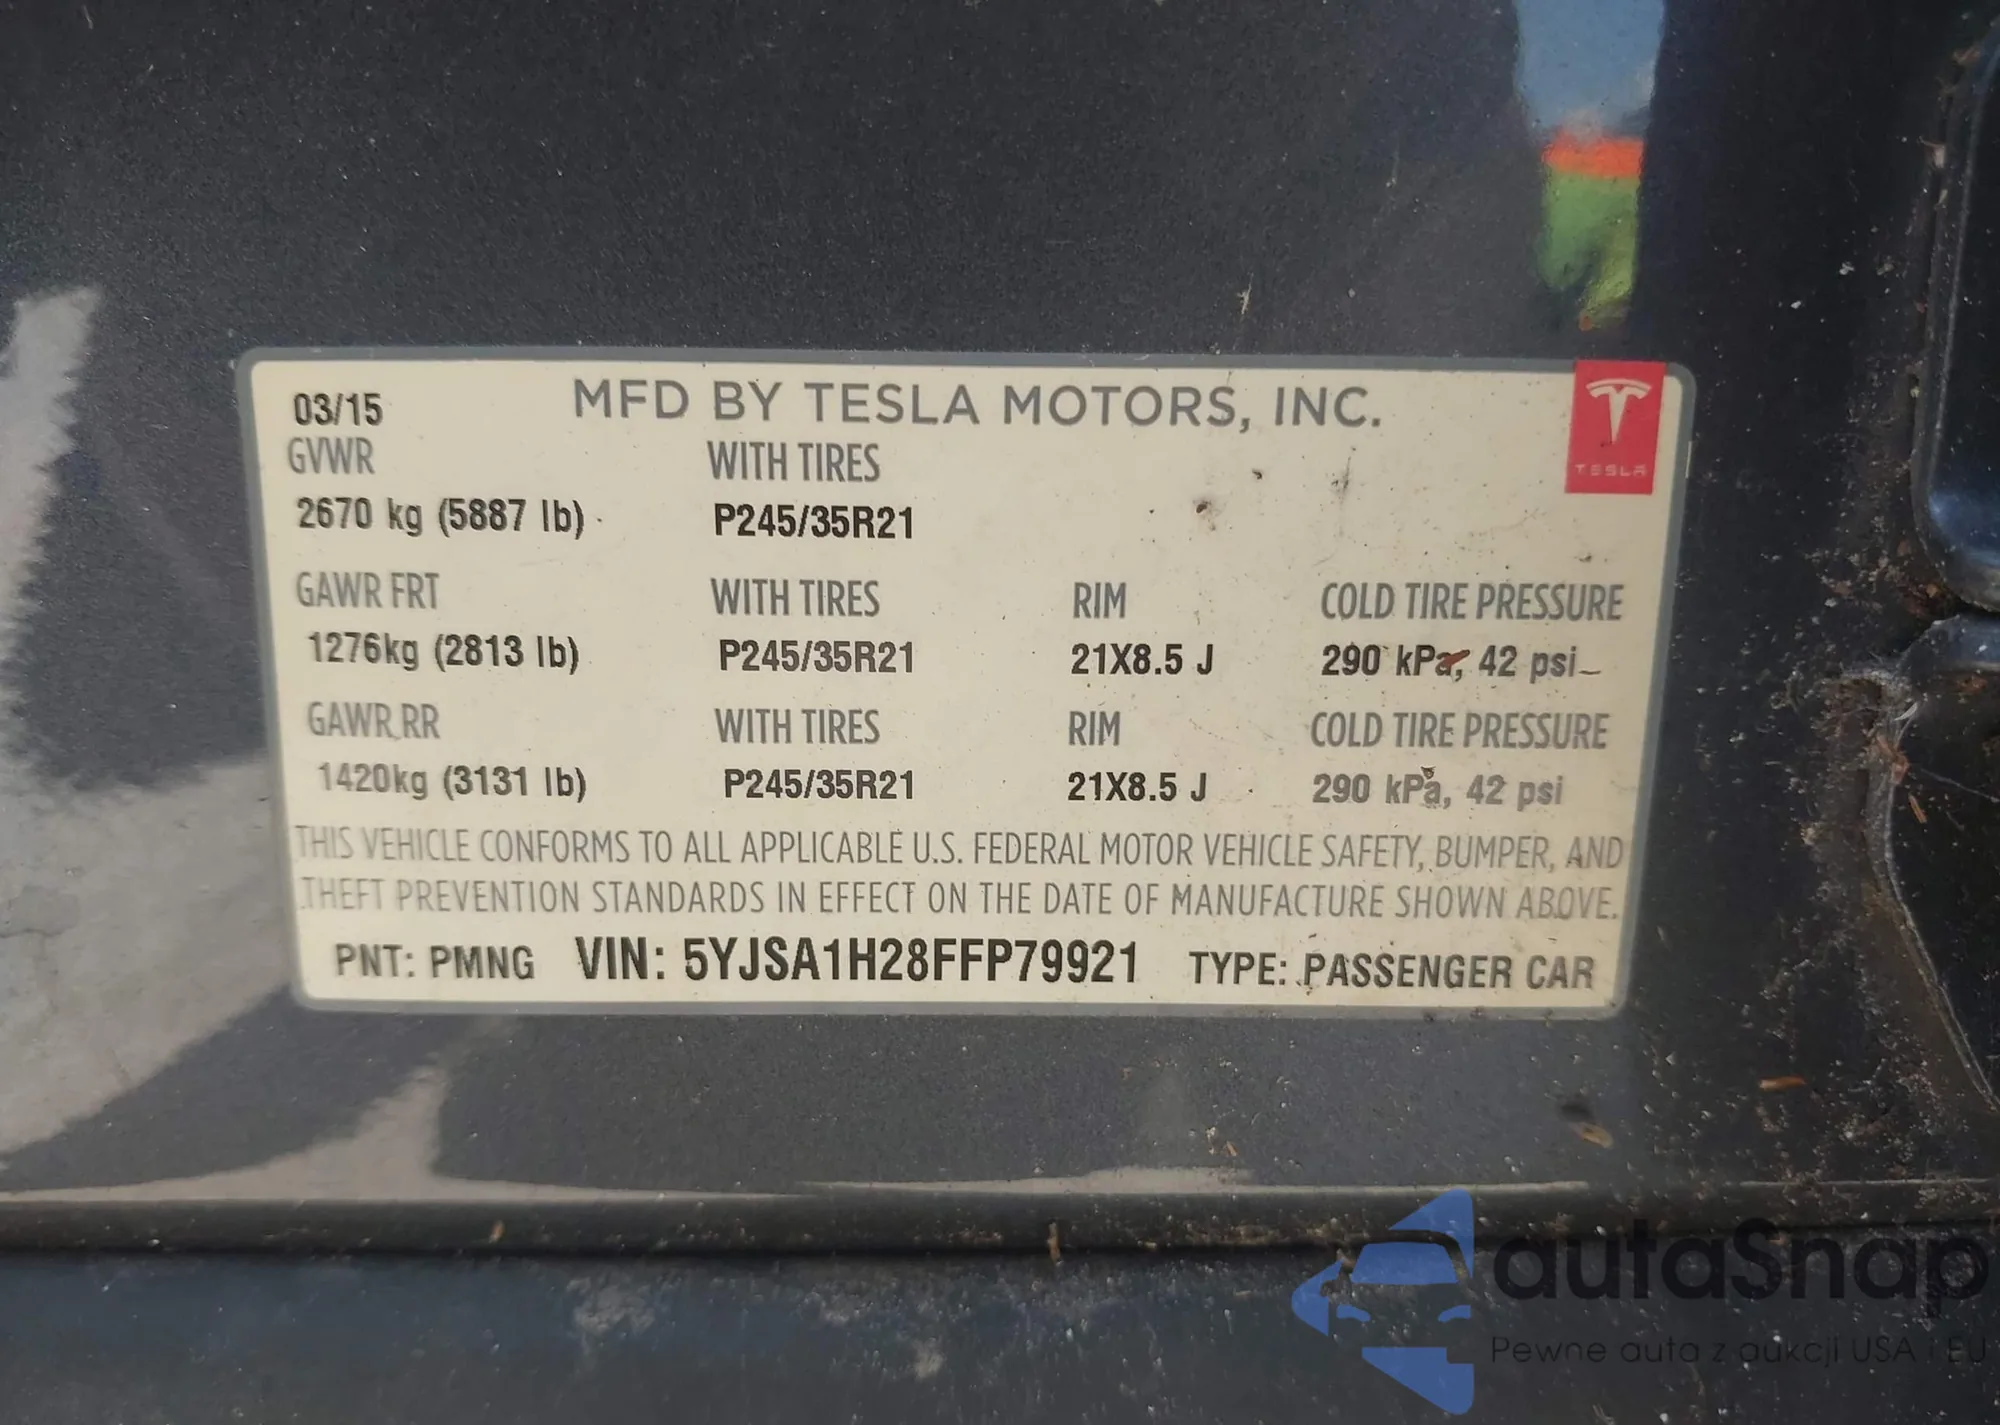 03/15 MFD BY TESLA MOTORS, INC.
TESLA
GVWR WITH TIRES
2670 kg (5887 lb) P245/35R21
GAWR FRT WITH TIRES RIM COLD TIRE PRESSURE
1276kg (2813 lb) P245/35R21 21X8.5 J 290 kPa, 42 psi
GAWR RR WITH TIRES RIM COLD TIRE PRESSURE
1420kg (3131 lb) P245/35R21 21X8.5 J 290 kPa, 42 psi
THIS VEHICLE CONFORMS TO ALL APPLICABLE U.S. FEDERAL MOTOR VEHICLE SAFETY, BUMPER, AND
THEFT PREVENTION STANDARDS IN EFFECT ON THE DATE OF MANUFACTURE SHOWN ABOVE.
PNT: PMNG VIN: 5YJSA1H28FFP79921 TYPE: PASSENGER CAR
autaSnap
Pewne auta z aukcji USA i EU